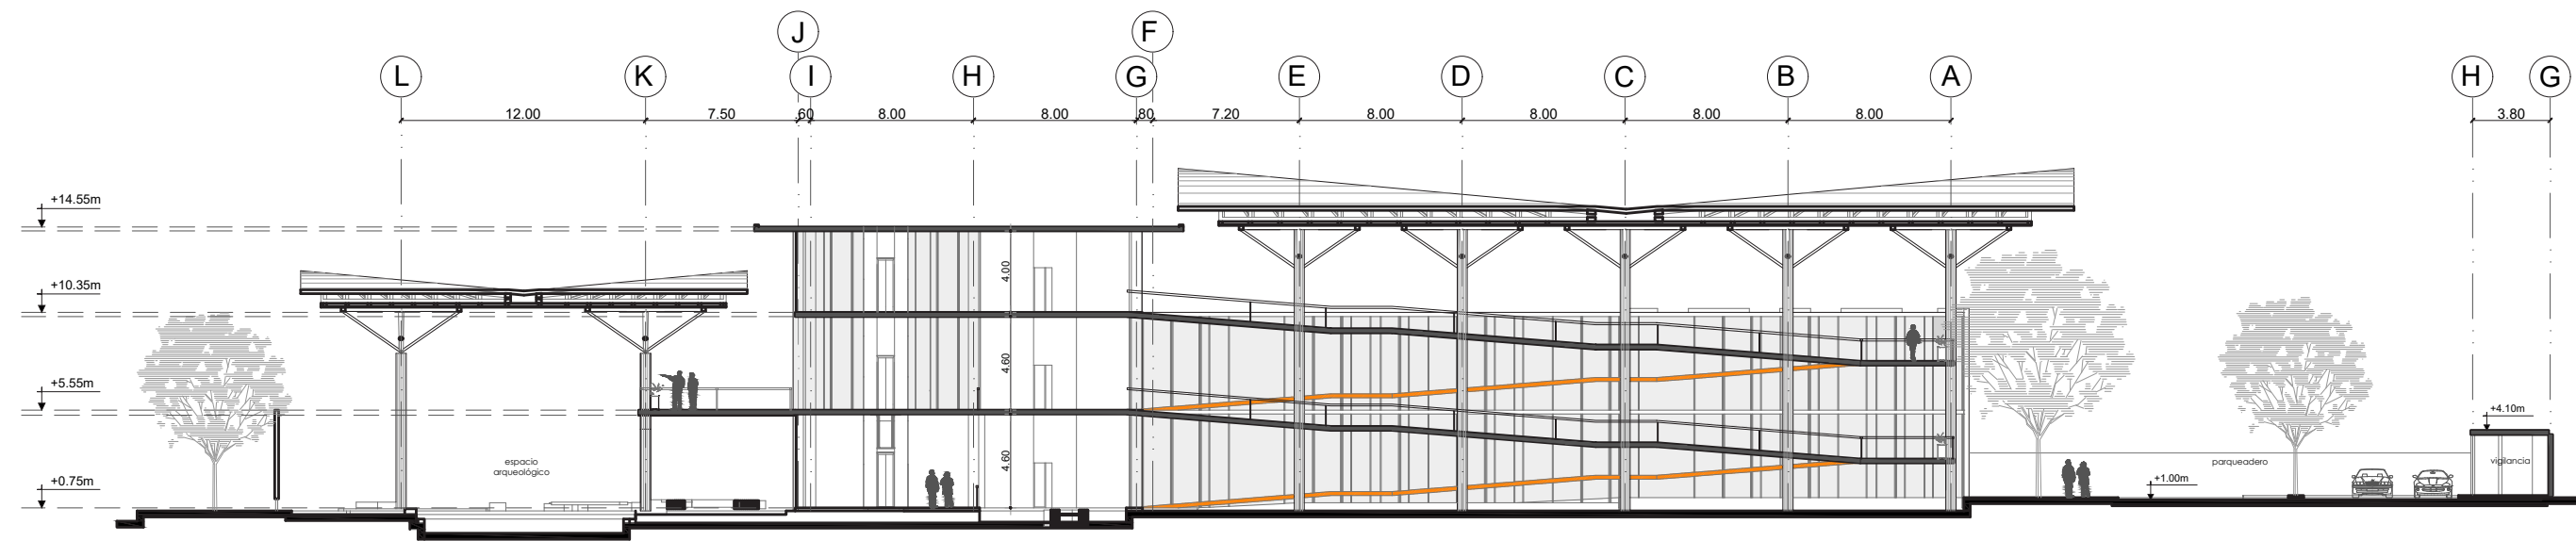 J
F
L
K
I
H
G
E
D
C
B
A
H
G
12.00
7.50
60
8.00
8.00
80
7.20
8.00
8.00
8.00
8.00
3.80
+14.55m
+10.35m
4.00
+5.55m
4.60
+4.10m
espacio
arqueológico
4.60
parqueadero
vigilancia
+0.75m
+1.00m